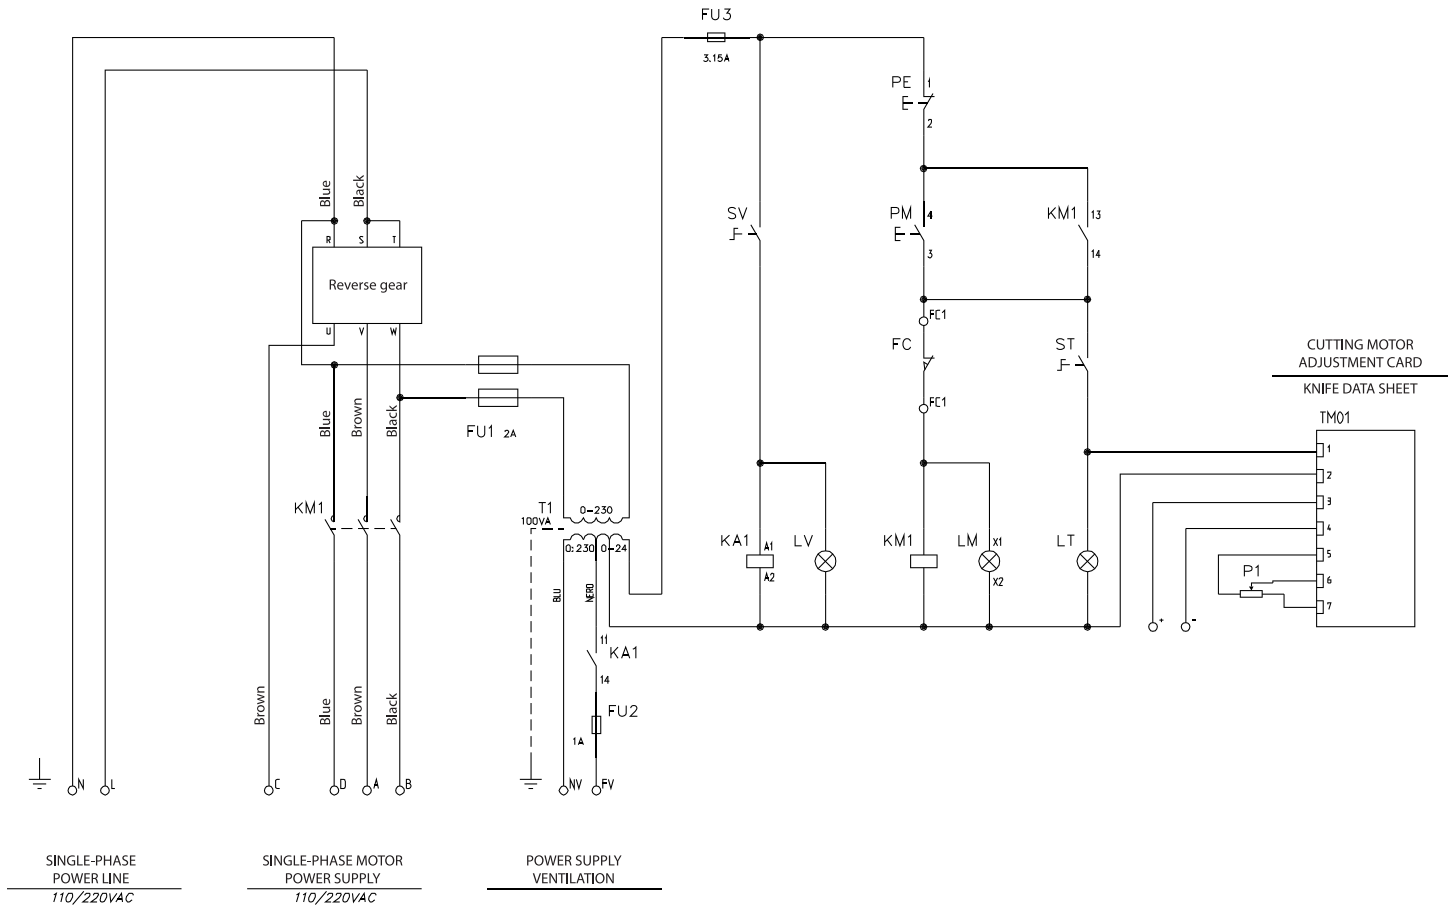 FU3
3.15A
PE 1
2
Blue
Black
SV
PM 4
3
KM1 13
14
R S T
Reverse gear
U V W
FC1
FC
FC1
ST
CUTTING MOTOR
ADJUSTMENT CARD
KNIFE DATA SHEET
TM01
1
2
3
4
5
6
7
P1
+ -
Blue
Brown
Black
FU1 2A
KM1
T1
100VA
0-230
0:230 0-24
BLU
NERO
KA1 A1
A2
LV
KM1
LM X1
X2
LT
11
KA1
14
FU2
1A
Brown
Blue
Brown
Black
N L C D A B NV FV
SINGLE-PHASE
POWER LINE
110/220VAC
SINGLE-PHASE MOTOR
POWER SUPPLY
110/220VAC
POWER SUPPLY
VENTILATION